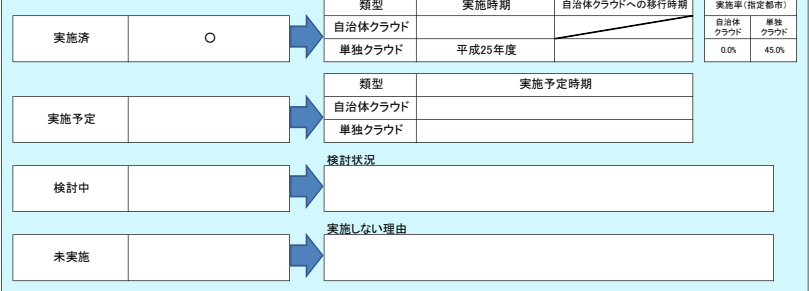 類型 実施時期 自治体クラウドへの移行時期 実施率(指定都市)
自治体クラウド 自治体クラウド 単独クラウド
実施済 ○ 単独クラウド 平成25年度 0.0% 45.0%
類型 実施予定時期
実施予定 自治体クラウド
単独クラウド
検討状況
検討中
実施しない理由
未実施